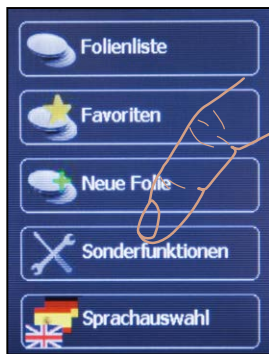 Folienliste
Favoriten
Neue Folie
Sonderfunktionen
Sprachauswahl